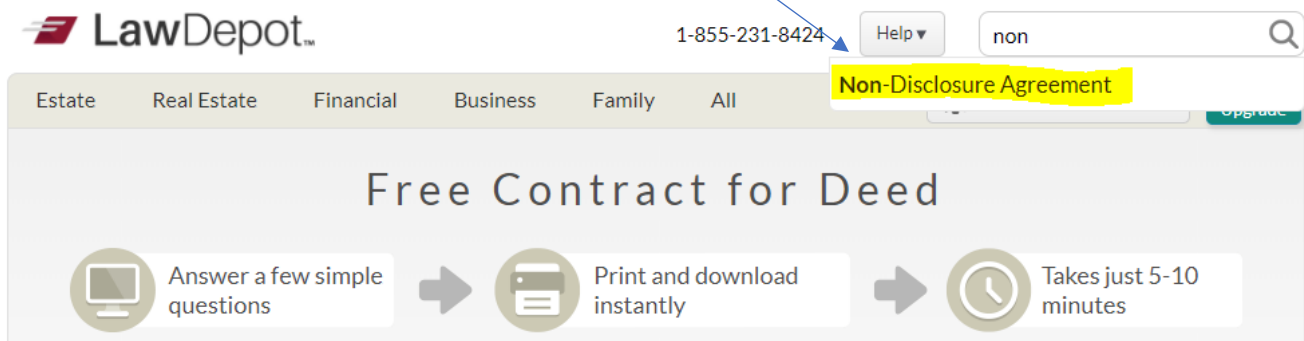 LawDepot™
1-855-231-8424
Help ▾
non
Non-Disclosure Agreement
Estate
Real Estate
Financial
Business
Family
All
Upgrade
Free Contract for Deed
Answer a few simple
questions
Print and download
instantly
Takes just 5-10
minutes